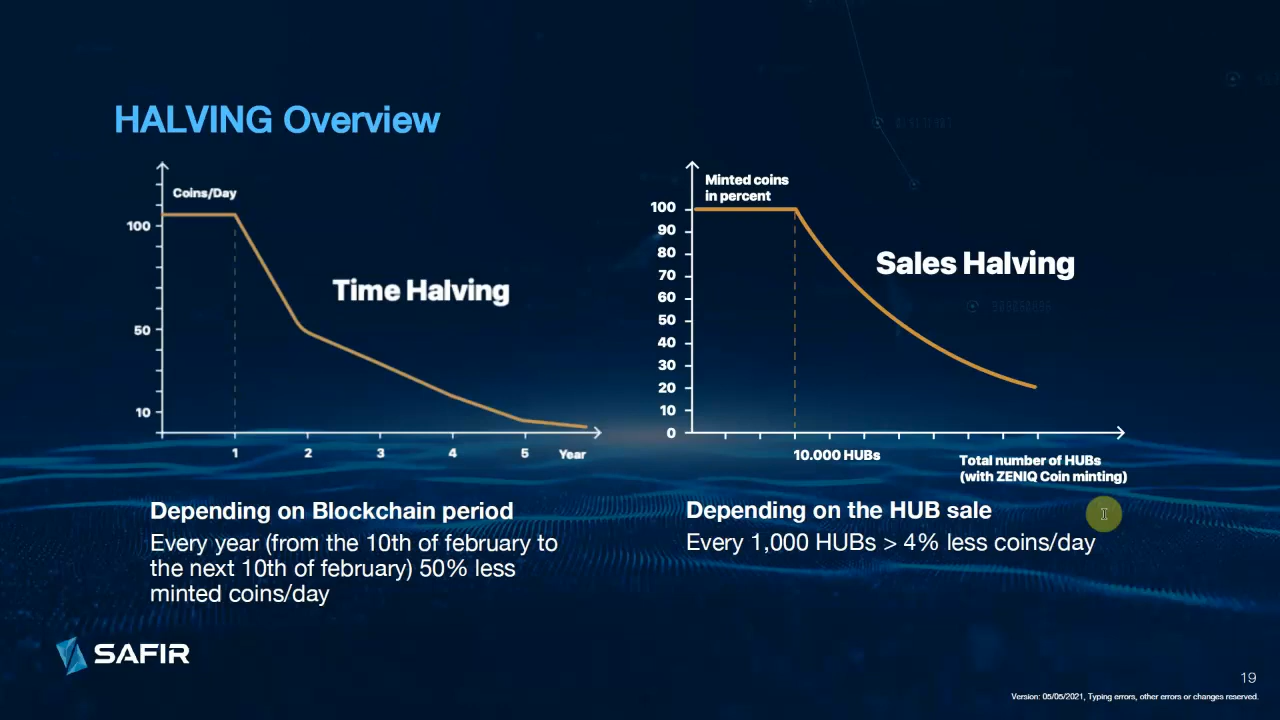 HALVING Overview
Coins/Day
100
50
10
1 2 3 4 5 Year
Time Halving
Minted coins
in percent
100
90
80
70
60
50
40
30
20
10
0
Sales Halving
10.000 HUBs
Total number of HUBs
(with ZENIQ Coin minting)
Depending on Blockchain period
Every year (from the 10th of february to
the next 10th of february) 50% less
minted coins/day
Depending on the HUB sale
Every 1,000 HUBs > 4% less coins/day
SAFIR
19
Version: 05/05/2021, Typing errors, other errors or changes reserved.